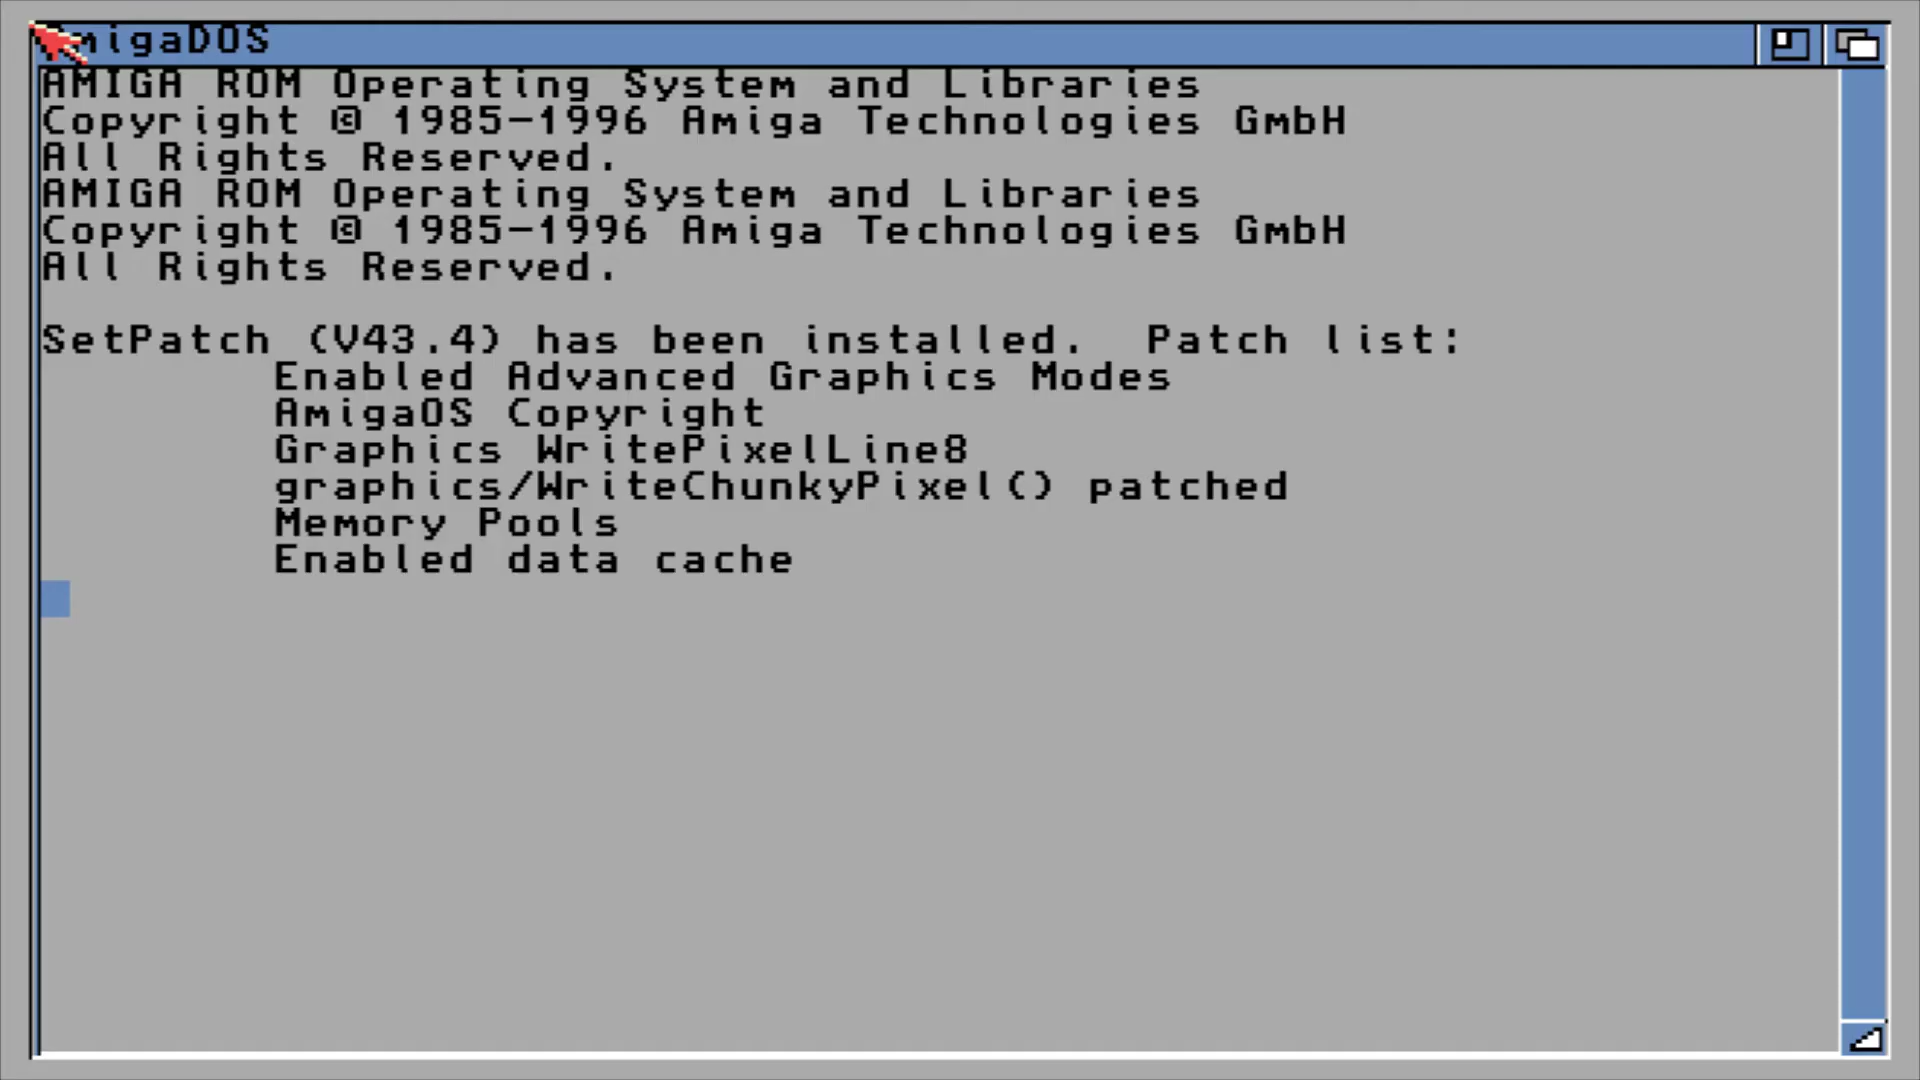 AmigaDOS
AMIGA ROM Operating System and Libraries
Copyright © 1985-1996 Amiga Technologies GmbH
All Rights Reserved.
AMIGA ROM Operating System and Libraries
Copyright © 1985-1996 Amiga Technologies GmbH
All Rights Reserved.
SetPatch (V43.4) has been installed.  Patch list:
Enabled Advanced Graphics Modes
AmigaOS Copyright
Graphics WritePixelLine8
graphics/WriteChunkyPixel() patched
Memory Pools
Enabled data cache